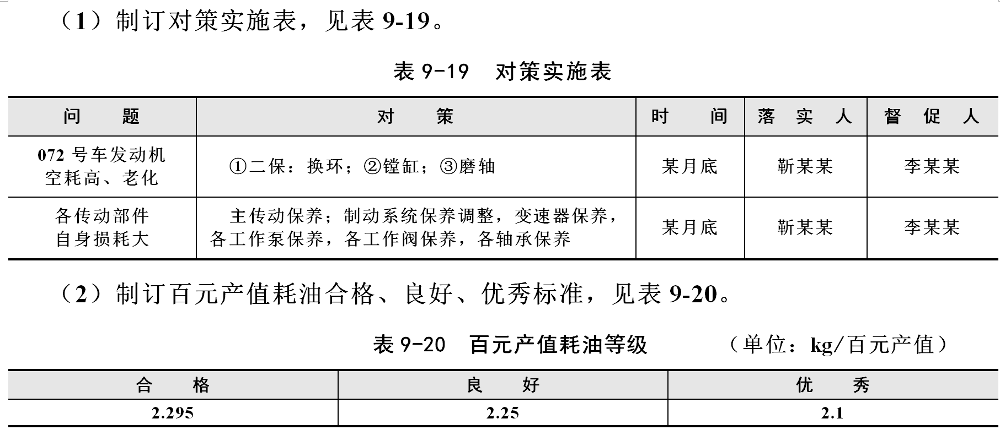 （1）制订对策实施表，见表 9-19。
表 9-19 对策实施表
问 题 对 策 时 间 落 实 人 督 促 人
072 号车发动机
空耗高、老化
①二保：换环；②镗缸；③磨轴 某月底 靳某某 李某某
各传动部件
自身损耗大
主传动保养；制动系统保养调整，变速器保养，
各工作泵保养，各工作阀保养，各轴承保养
某月底 靳某某 李某某
（2）制订百元产值耗油合格、良好、优秀标准，见表 9-20。
表 9-20 百元产值耗油等级 （单位：kg/百元产值）
合 格 良 好 优 秀
2.295 2.25 2.1